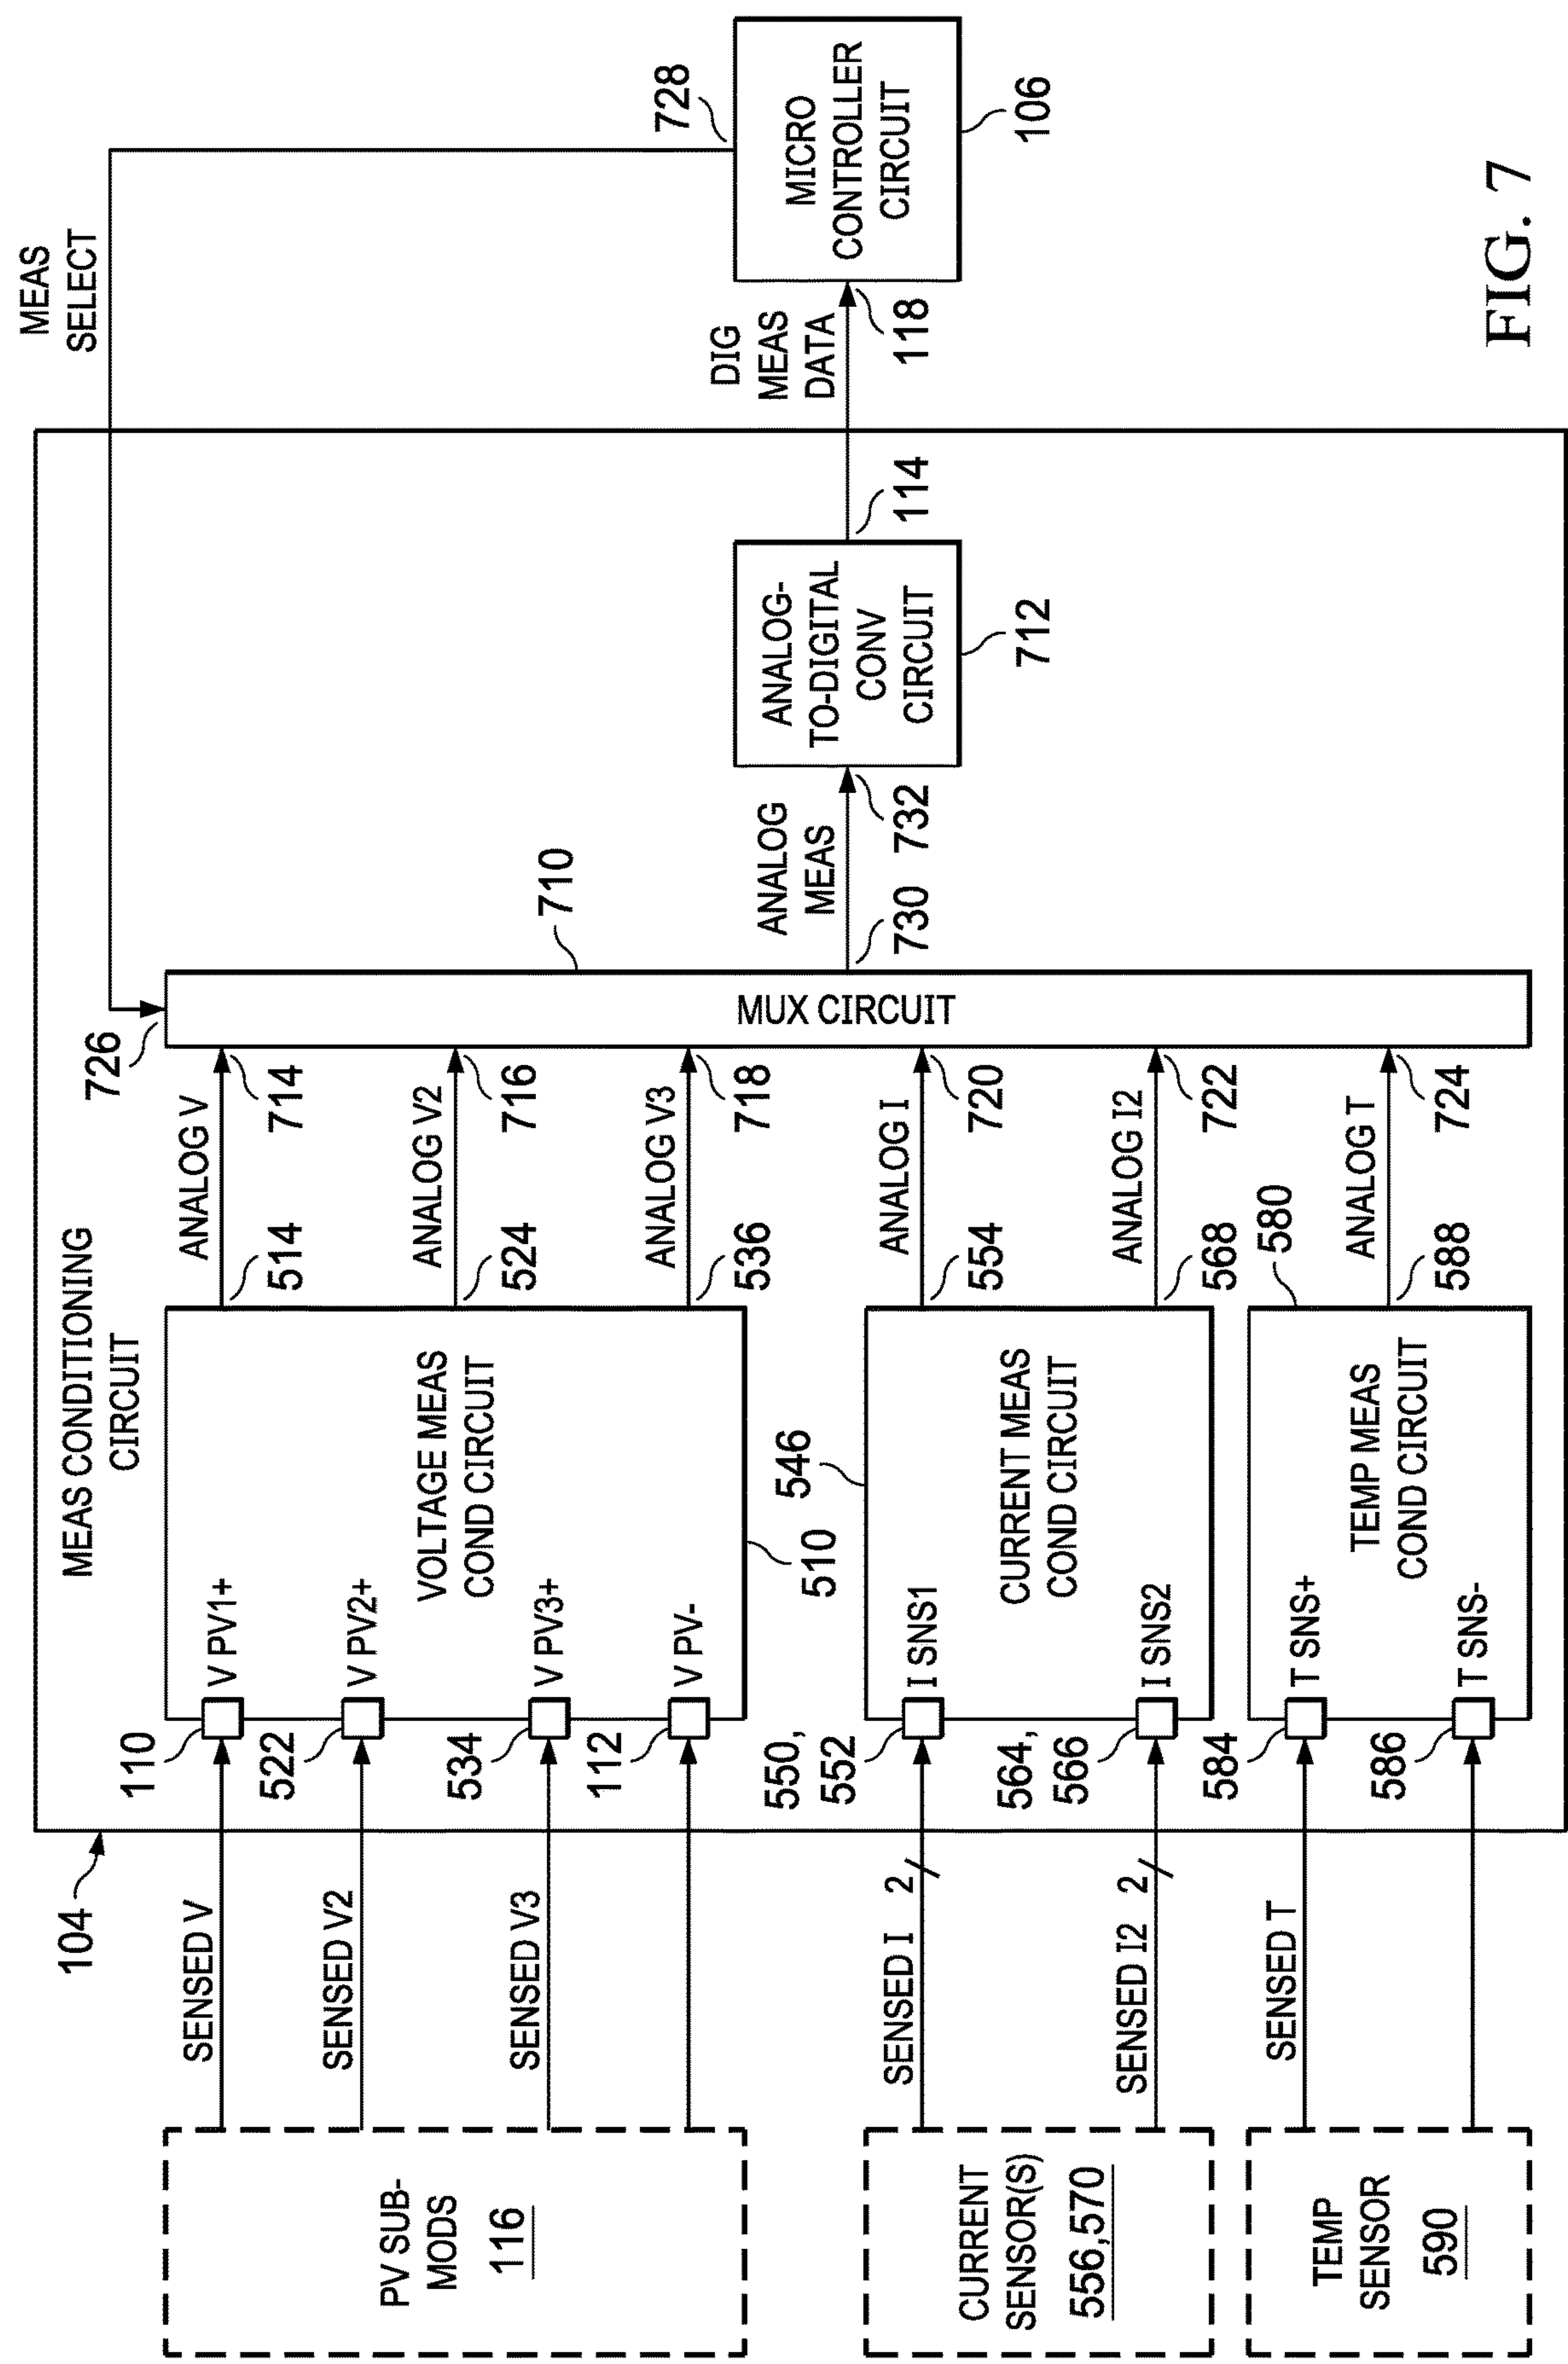 MEAS
SELECT
728
MICRO
CONTROLLER
CIRCUIT
106
DIG
MEAS
DATA
118
114
ANALOG-
TO-DIGITAL
CONV
CIRCUIT
712
ANALOG
MEAS
732
730
710
MUX CIRCUIT
726
714
716
718
720
722
724
ANALOG V
ANALOG V2
ANALOG V3
ANALOG I
ANALOG I2
ANALOG T
514
524
536
554
568
588
580
MEAS CONDITIONING
CIRCUIT
VOLTAGE MEAS
COND CIRCUIT
510
V PV1+
V PV2+
V PV3+
V PV-
546
CURRENT MEAS
COND CIRCUIT
I SNS1
I SNS2
TEMP MEAS
COND CIRCUIT
T SNS+
T SNS-
110
522
534
112
550,
552
564,
566
584
586
104
SENSED V
SENSED V2
SENSED V3
SENSED I
2
SENSED I2
2
SENSED T
PV SUB-
MODS
116
CURRENT
SENSOR(S)
556,570
TEMP
SENSOR
590
FIG. 7